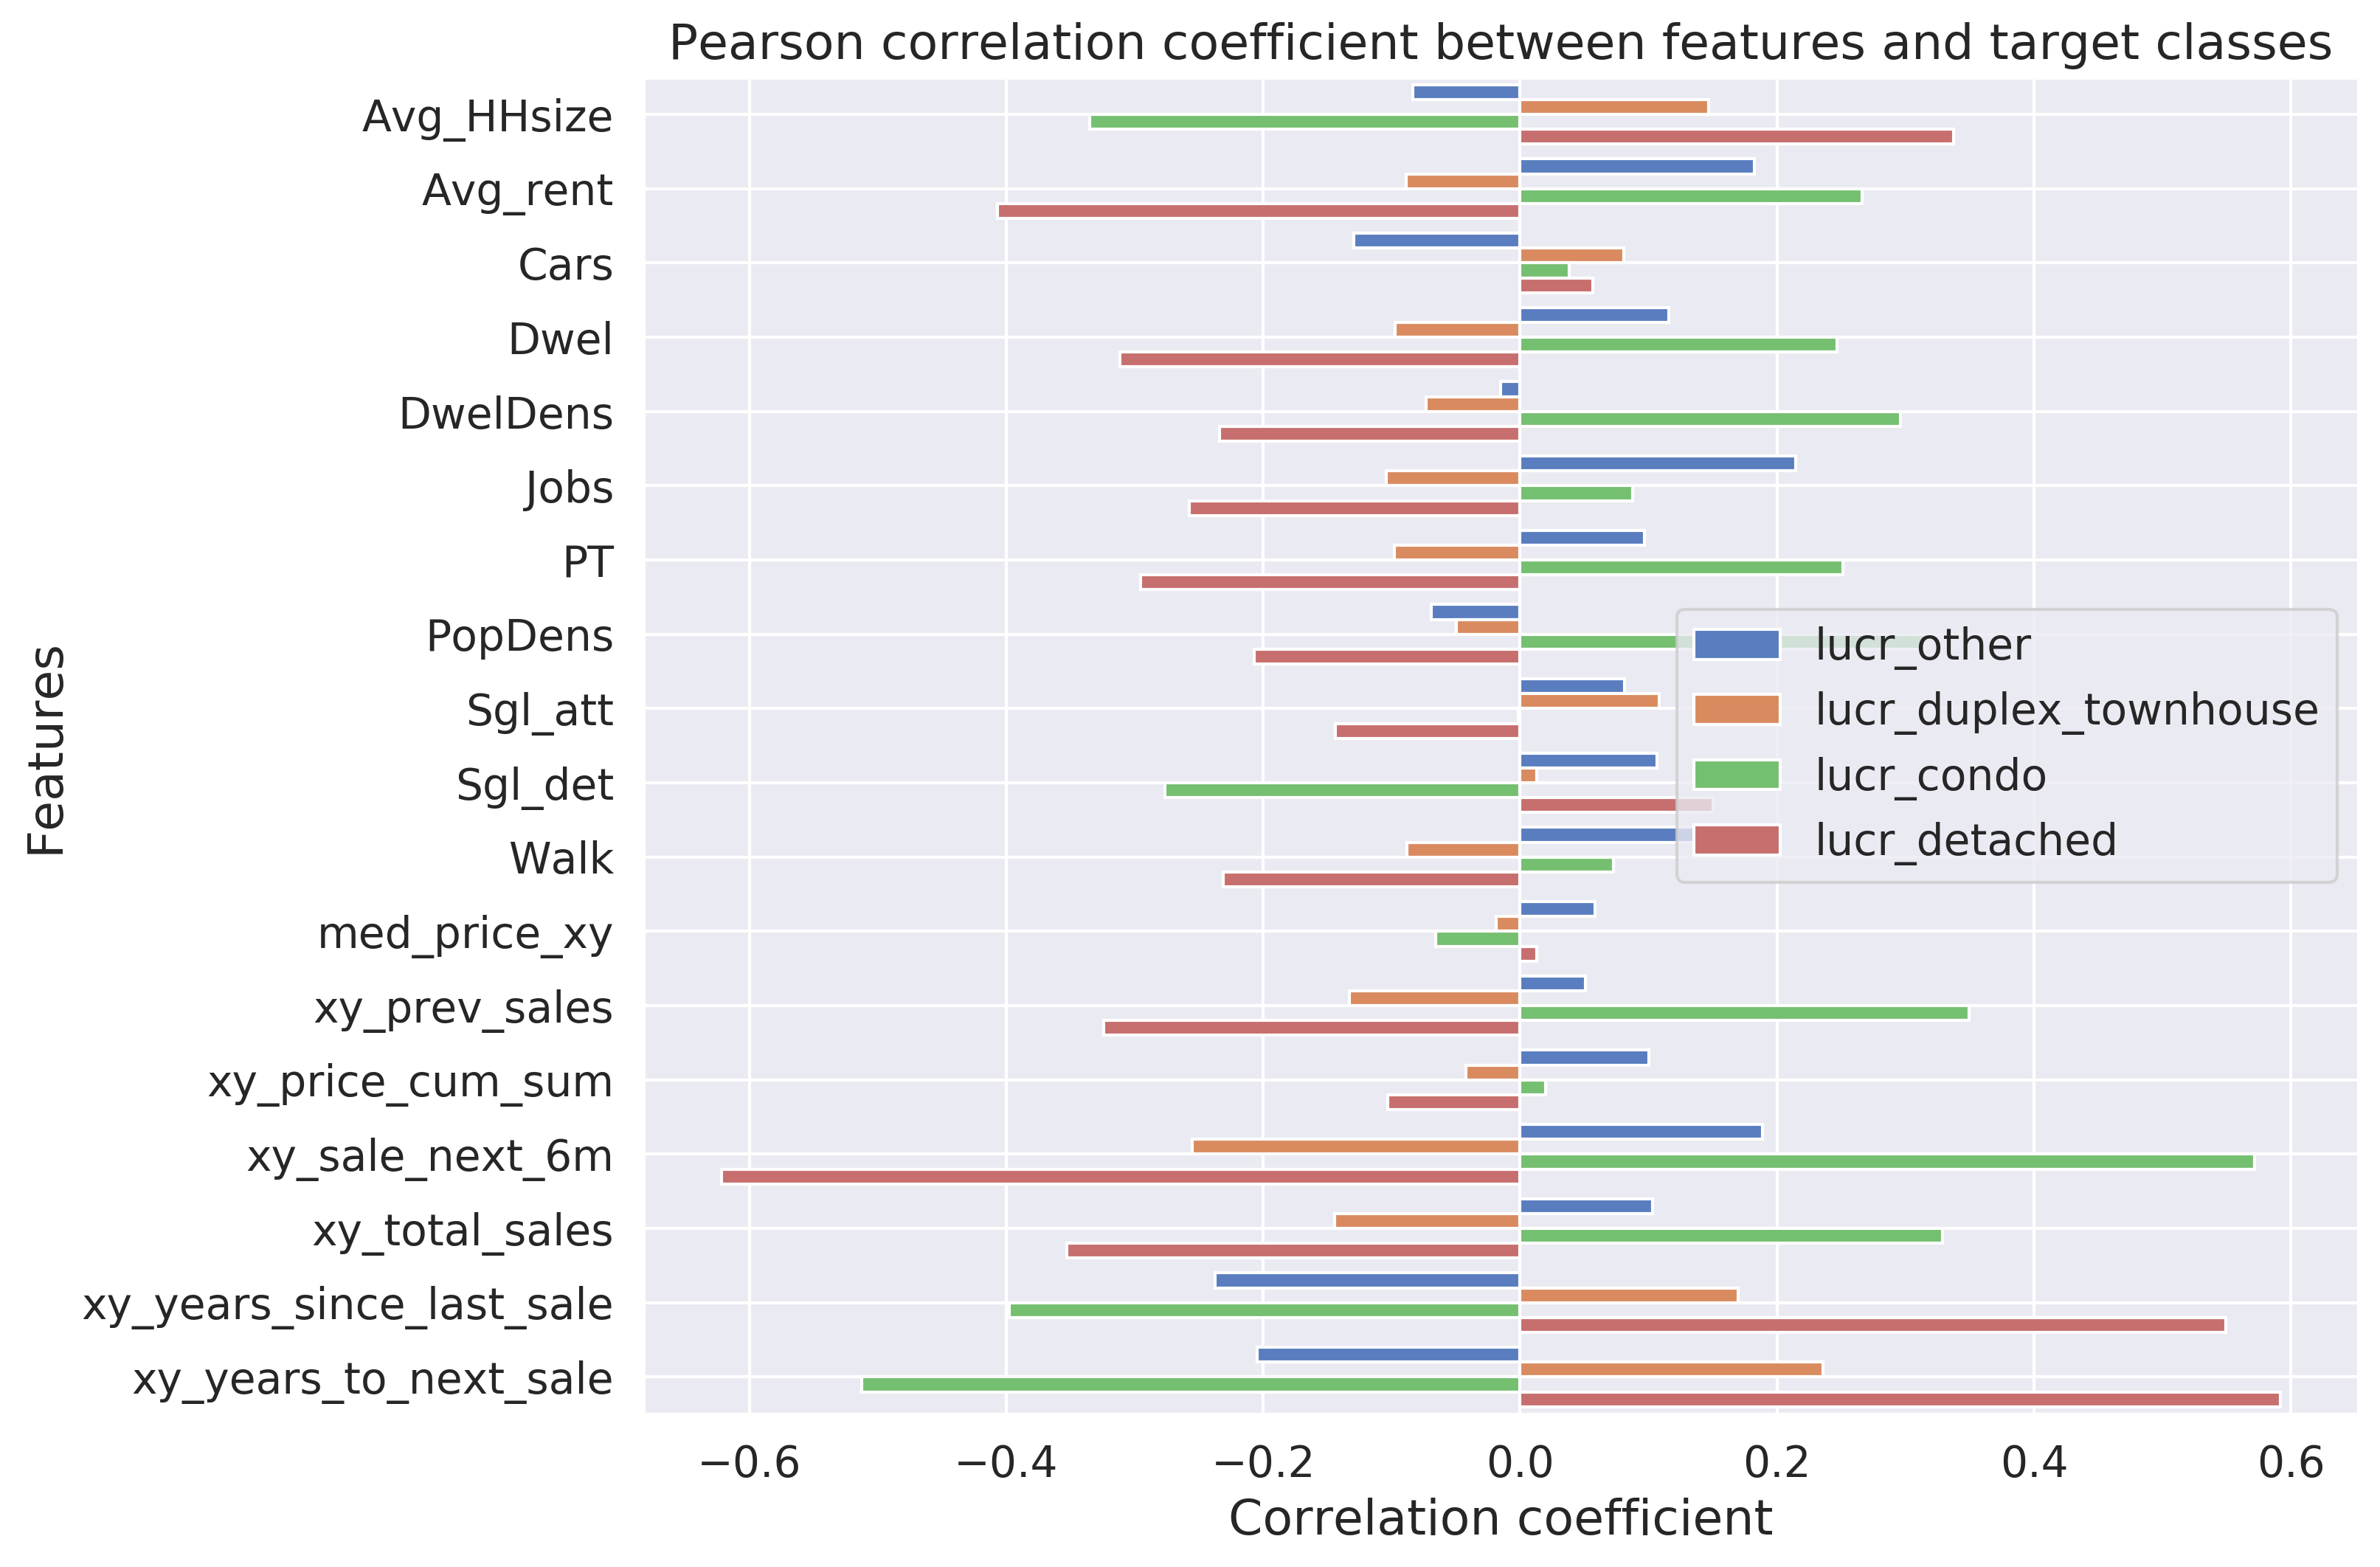 Pearson correlation coefficient between features and target classes
Features
Avg_HHsize
Avg_rent
Cars
Dwel
DwelDens
Jobs
PT
PopDens
Sgl_att
Sgl_det
Walk
med_price_xy
xy_prev_sales
xy_price_cum_sum
xy_sale_next_6m
xy_total_sales
xy_years_since_last_sale
xy_years_to_next_sale
lucr_other
lucr_duplex_townhouse
lucr_condo
lucr_detached
−0.6 −0.4 −0.2 0.0 0.2 0.4 0.6
Correlation coefficient